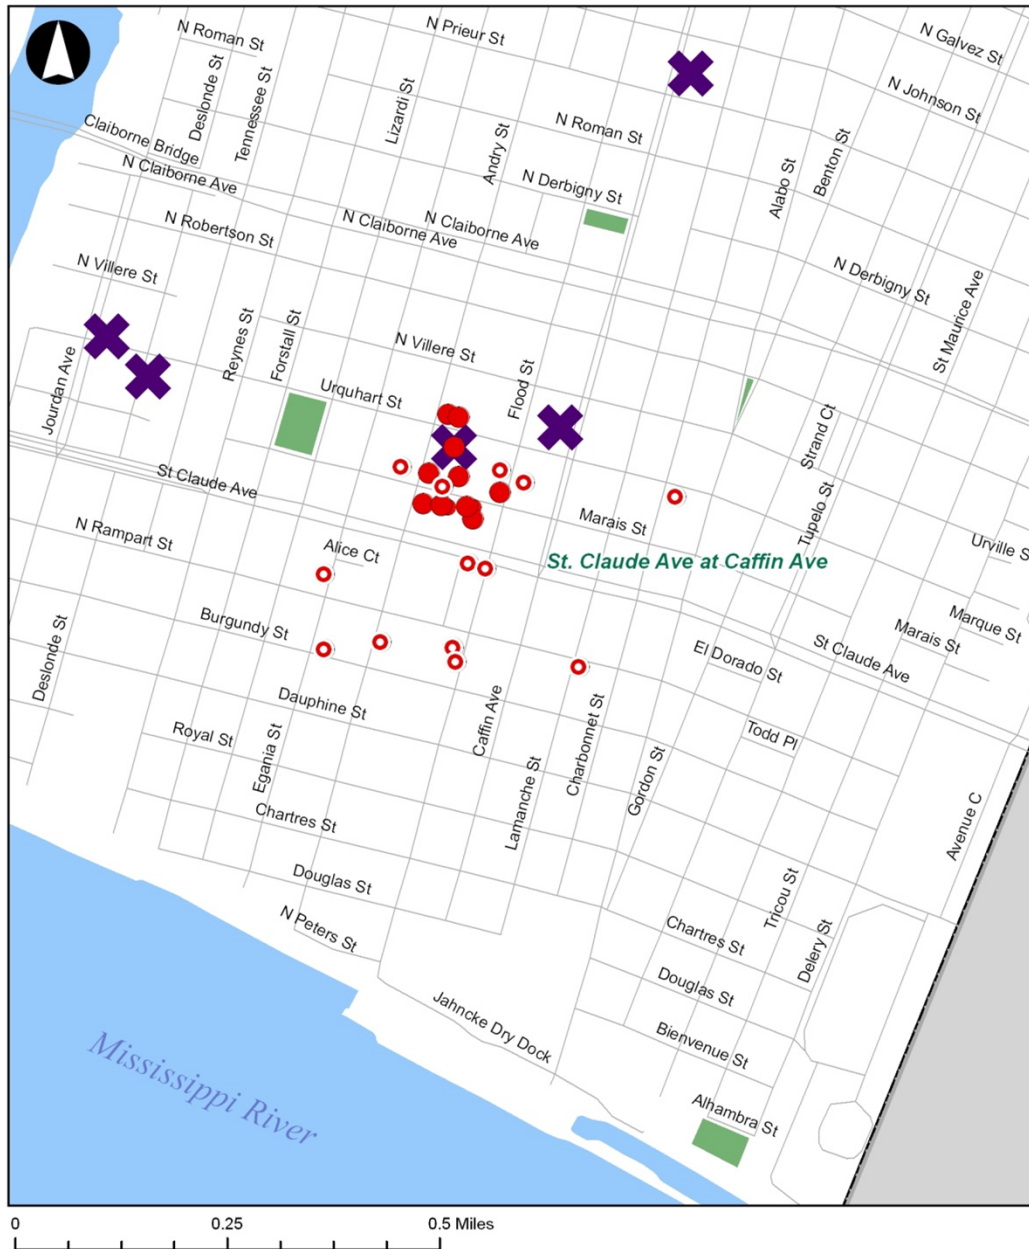 N Roman St
N Prieur St
N Galvez St
Deslonde St
Tennessee St
Lizardi St
N Johnson St
N Roman St
Claiborne Bridge
Andry St
Benton St
N Claiborne Ave
N Derbigny St
Alabo St
N Robertson St
N Claiborne Ave
N Claiborne Ave
N Villere St
N Derbigny St
St Maurice Ave
Reynes St
Forstall St
N Villere St
Jourdan Ave
Urquhart St
Flood St
Strand Ct
St Claude Ave
Marais St
Tupelo St
N Rampart St
Alice Ct
St. Claude Ave at Caffin Ave
Urville S
Burgundy St
Marque St
Marais St
St Claude Ave
Deslonde St
El Dorado St
Dauphine St
Caffin Ave
Royal St
Egania St
Charbonnet St
Todd Pl
Gordon St
Lamanche St
Chartres St
Avenue C
Douglas St
Tricou St
N Peters St
Chartres St
Delery St
Douglas St
Jahncke Dry Dock
Bienvenue St
Mississippi River
Alhambra St
0 0.25 0.5 Miles